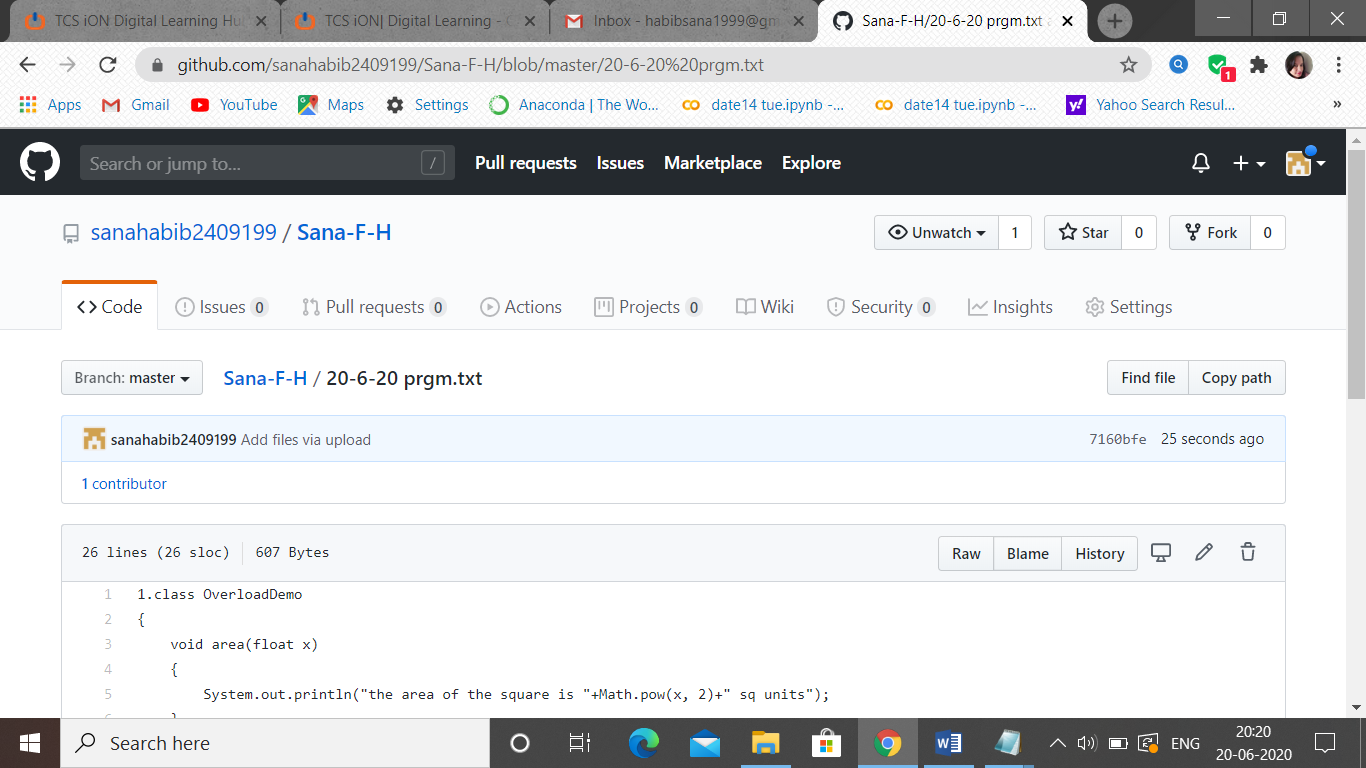 TCS iON Digital Learning Hu
TCS iON| Digital Learning -
Inbox - habibsana1999@gm
Sana-F-H/20-6-20 prgm.txt
github.com/sanahabib2409199/Sana-F-H/blob/master/20-6-20%20prgm.txt
1
Apps
Gmail
YouTube
Maps
Settings
Anaconda | The Wo...
date14 tue.ipynb -...
date14 tue.ipynb -...
Yahoo Search Resul...
»
Search or jump to...
/
Pull requests
Issues
Marketplace
Explore
sanahabib2409199 / Sana-F-H
Unwatch 1
Star 0
Fork 0
Code
Issues 0
Pull requests 0
Actions
Projects 0
Wiki
Security 0
Insights
Settings
Branch: master
Sana-F-H / 20-6-20 prgm.txt
Find file
Copy path
sanahabib2409199 Add files via upload
7160bfe 25 seconds ago
1 contributor
26 lines (26 sloc) 607 Bytes
Raw
Blame
History
1 1.class OverloadDemo
2 {
3 void area(float x)
4 {
5 System.out.println("the area of the square is "+Math.pow(x, 2)+" sq units");
Search here
ENG
20:20
20-06-2020